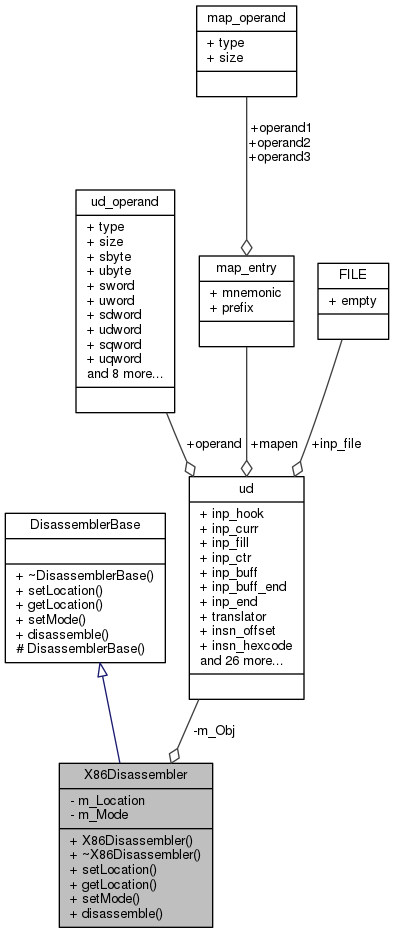 map_operand
+ type
+ size
+operand1
+operand2
+operand3
ud_operand
+ type
+ size
+ sbyte
+ ubyte
+ sword
+ uword
+ sdword
+ udword
+ sqword
+ uqword
and 8 more...
map_entry
+ mnemonic
+ prefix
FILE
+ empty
+operand
+mapen
+inp_file
ud
+ inp_hook
+ inp_curr
+ inp_fill
+ inp_ctr
+ inp_buff
+ inp_buff_end
+ inp_end
+ translator
+ insn_offset
+ insn_hexcode
and 26 more...
DisassemblerBase
+ ~DisassemblerBase()
+ setLocation()
+ getLocation()
+ setMode()
+ disassemble()
# DisassemblerBase()
-m_Obj
X86Disassembler
- m_Location
- m_Mode
+ X86Disassembler()
+ ~X86Disassembler()
+ setLocation()
+ getLocation()
+ setMode()
+ disassemble()